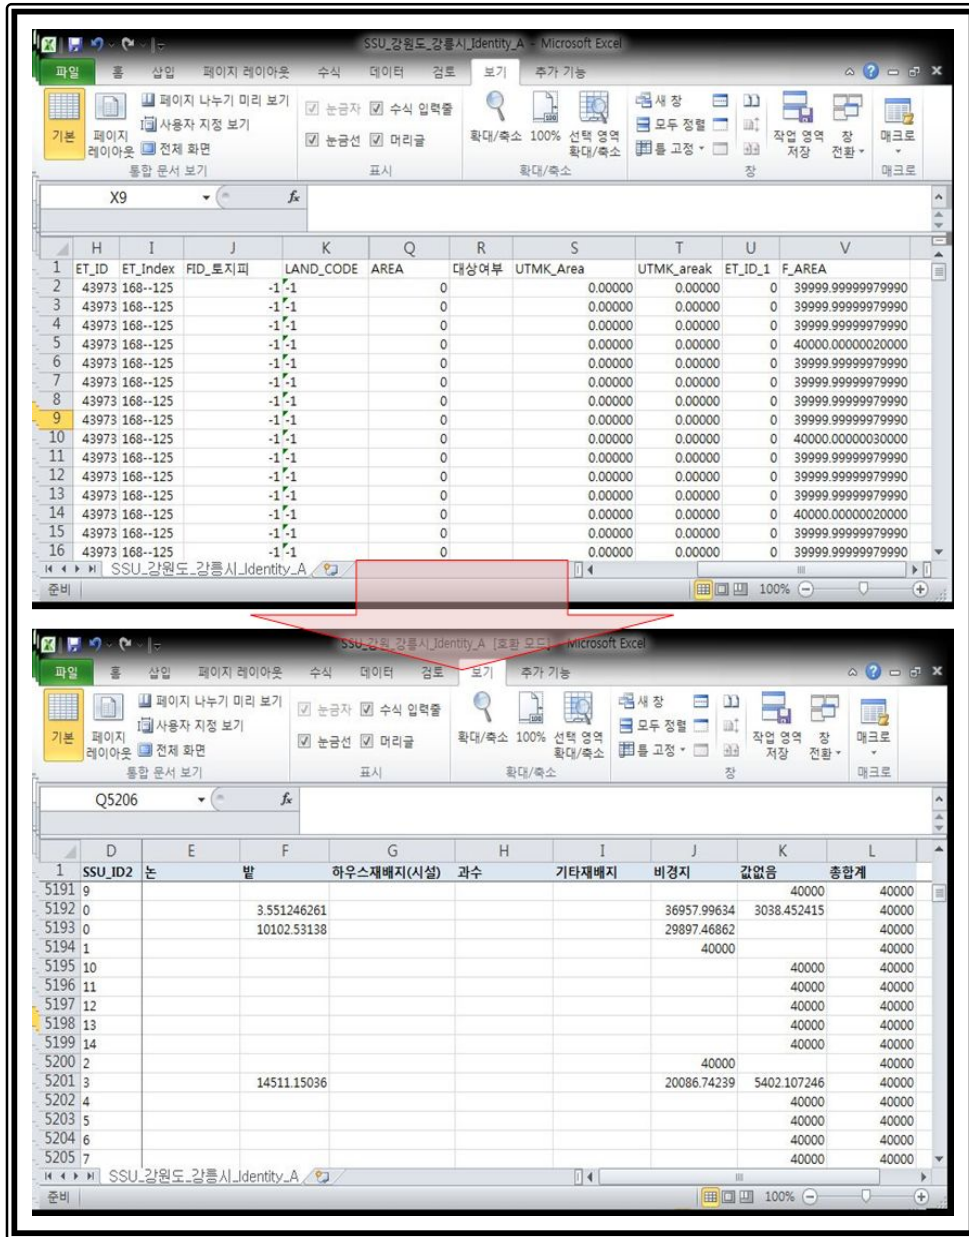 SSU_강원도_강릉시_Identity_A - Microsoft Excel
파일 홈 삽입 페이지 레이아웃 수식 데이터 검토 보기 추가 기능
기본 페이지 레이아웃 페이지 나누기 미리 보기 사용자 지정 보기 전체 화면
눈금자 수식 입력줄 눈금선 머리글
확대/축소 100% 선택 영역 확대/축소
새 창 모두 정렬 틀 고정 작업 영역 저장 창 전환 매크로
통합 문서 보기 표시 확대/축소 창 매크로
X9 fx
H I J K Q R S T U V
1 ET_ID ET_Index FID_토지피 LAND_CODE AREA 대상여부 UTMK_Area UTMK_areak ET_ID_1 F_AREA
2 43973 168--125 -1 -1 0 0.00000 0.00000 0 39999.99999979990
3 43973 168--125 -1 -1 0 0.00000 0.00000 0 39999.99999979990
4 43973 168--125 -1 -1 0 0.00000 0.00000 0 39999.99999979990
5 43973 168--125 -1 -1 0 0.00000 0.00000 0 40000.00000020000
6 43973 168--125 -1 -1 0 0.00000 0.00000 0 39999.99999979990
7 43973 168--125 -1 -1 0 0.00000 0.00000 0 39999.99999979990
8 43973 168--125 -1 -1 0 0.00000 0.00000 0 39999.99999979990
9 43973 168--125 -1 -1 0 0.00000 0.00000 0 39999.99999979990
10 43973 168--125 -1 -1 0 0.00000 0.00000 0 40000.00000030000
11 43973 168--125 -1 -1 0 0.00000 0.00000 0 39999.99999979990
12 43973 168--125 -1 -1 0 0.00000 0.00000 0 39999.99999979990
13 43973 168--125 -1 -1 0 0.00000 0.00000 0 39999.99999979990
14 43973 168--125 -1 -1 0 0.00000 0.00000 0 40000.00000020000
15 43973 168--125 -1 -1 0 0.00000 0.00000 0 39999.99999979990
16 43973 168--125 -1 -1 0 0.00000 0.00000 0 39999.99999979990
SSU_강원도_강릉시_Identity_A
준비 100%
SSU_강원_강릉시_Identity_A [호환 모드] - Microsoft Excel
파일 홈 삽입 페이지 레이아웃 수식 데이터 검토 보기 추가 기능
기본 페이지 레이아웃 페이지 나누기 미리 보기 사용자 지정 보기 전체 화면
눈금자 수식 입력줄 눈금선 머리글
확대/축소 100% 선택 영역 확대/축소
새 창 모두 정렬 틀 고정 작업 영역 저장 창 전환 매크로
통합 문서 보기 표시 확대/축소 창 매크로
Q5206 fx
D E F G H I J K L
1 SSU_ID2 논 밭 하우스재배지(시설) 과수 기타재배지 비경지 값없음 총합계
5191 9 40000 40000
5192 0 3.551246261 36957.99634 3038.452415 40000
5193 0 10102.53138 29897.46862 40000
5194 1 40000 40000
5195 10 40000 40000
5196 11 40000 40000
5197 12 40000 40000
5198 13 40000 40000
5199 14 40000 40000
5200 2 40000 40000
5201 3 14511.15036 20086.74239 5402.107246 40000
5202 4 40000 40000
5203 5 40000 40000
5204 6 40000 40000
5205 7 40000 40000
SSU_강원도_강릉시_Identity_A
준비 100%